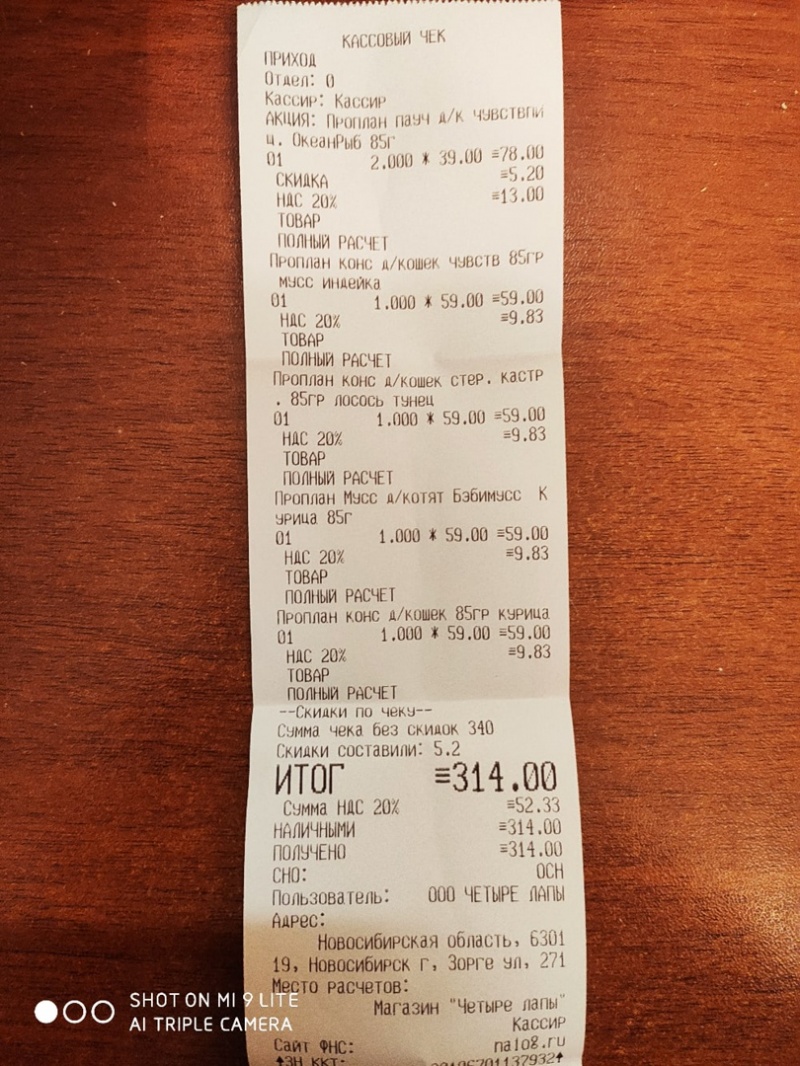 КАССОВЫЙ ЧЕК
ПРИХОД
Отдел: 0
Кассир: Кассир
АКЦИЯ: Проплан пауч д/к чувствпи
щ. ОкеанРыб 85г
01 2.000 * 39.00 ≡78.00
СКИДКА ≡5.20
НДС 20% ≡13.00
ТОВАР
ПОЛНЫЙ РАСЧЕТ
Проплан конс д/кошек чувств 85гр
мусс индейка
01 1.000 * 59.00 ≡59.00
НДС 20% ≡9.83
ТОВАР
ПОЛНЫЙ РАСЧЕТ
Проплан конс д/кошек стер. кастр
. 85гр лосось тунец
01 1.000 * 59.00 ≡59.00
НДС 20% ≡9.83
ТОВАР
ПОЛНЫЙ РАСЧЕТ
Проплан Мусс д/котят Бэбимусс К
урица 85г
01 1.000 * 59.00 ≡59.00
НДС 20% ≡9.83
ТОВАР
ПОЛНЫЙ РАСЧЕТ
Проплан конс д/кошек 85гр курица
01 1.000 * 59.00 ≡59.00
НДС 20% ≡9.83
ТОВАР
ПОЛНЫЙ РАСЧЕТ
--Скидки по чеку--
Сумма чека без скидок 340
Скидки составили: 5.2
ИТОГ ≡314.00
Сумма НДС 20% ≡52.33
НАЛИЧНЫМИ ≡314.00
ПОЛУЧЕНО ≡314.00
СНО: ОСН
Пользователь: ООО ЧЕТЫРЕ ЛАПЫ
Адрес:
Новосибирская область, 6301
19, Новосибирск г, Зорге ул, 271
Место расчетов:
Магазин "Четыре лапы"
Кассир
Сайт ФНС: nalog.ru
ЗН ККТ:
SHOT ON MI 9 LITE
AI TRIPLE CAMERA